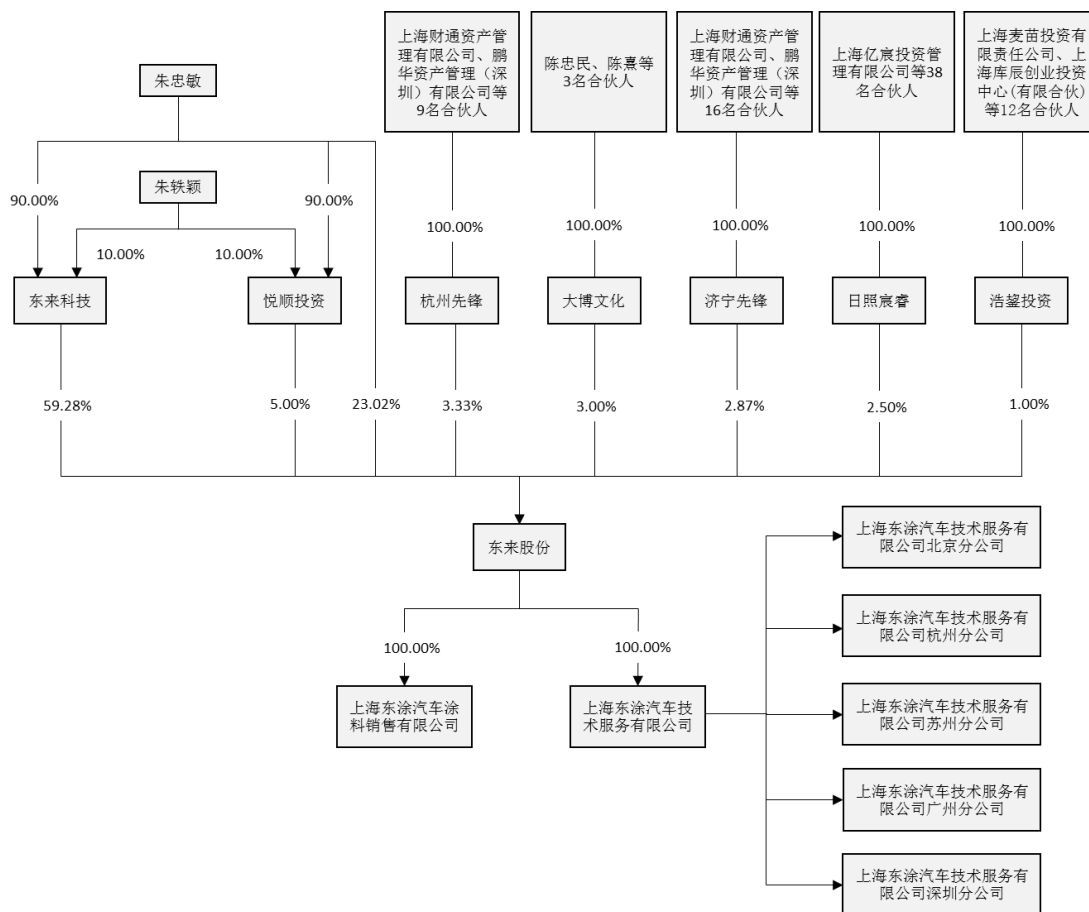 朱忠敏
上海财通资产管
理有限公司、鹏
华资产管理（深
圳）有限公司等
9名合伙人
陈忠民、陈熹等
3名合伙人
上海财通资产管
理有限公司、鹏
华资产管理（深
圳）有限公司等
16名合伙人
上海亿宸投资管
理有限公司等38
名合伙人
上海麦苗投资有
限责任公司、上
海库辰创业投资
中心(有限合伙)
等12名合伙人
朱轶颖
90.00%
90.00%
10.00%
10.00%
100.00%
100.00%
100.00%
100.00%
100.00%
东来科技
悦顺投资
杭州先锋
大博文化
济宁先锋
日照宸睿
浩鋆投资
59.28%
5.00%
23.02%
3.33%
3.00%
2.87%
2.50%
1.00%
东来股份
100.00%
100.00%
上海东涂汽车涂
料销售有限公司
上海东涂汽车技
术服务有限公司
上海东涂汽车技术服务有
限公司北京分公司
上海东涂汽车技术服务有
限公司杭州分公司
上海东涂汽车技术服务有
限公司苏州分公司
上海东涂汽车技术服务有
限公司广州分公司
上海东涂汽车技术服务有
限公司深圳分公司